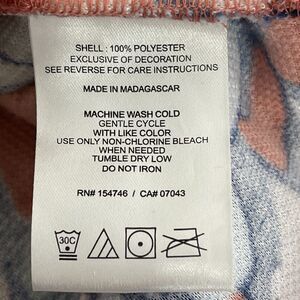 SHELL : 100% POLYESTER
EXCLUSIVE OF DECORATION
SEE REVERSE FOR CARE INSTRUCTIONS
MADE IN MADAGASCAR
MACHINE WASH COLD
GENTLE CYCLE
WITH LIKE COLOR
USE ONLY NON-CHLORINE BLEACH
WHEN NEEDED
TUMBLE DRY LOW
DO NOT IRON
RN# 154746 / CA# 07043
30C